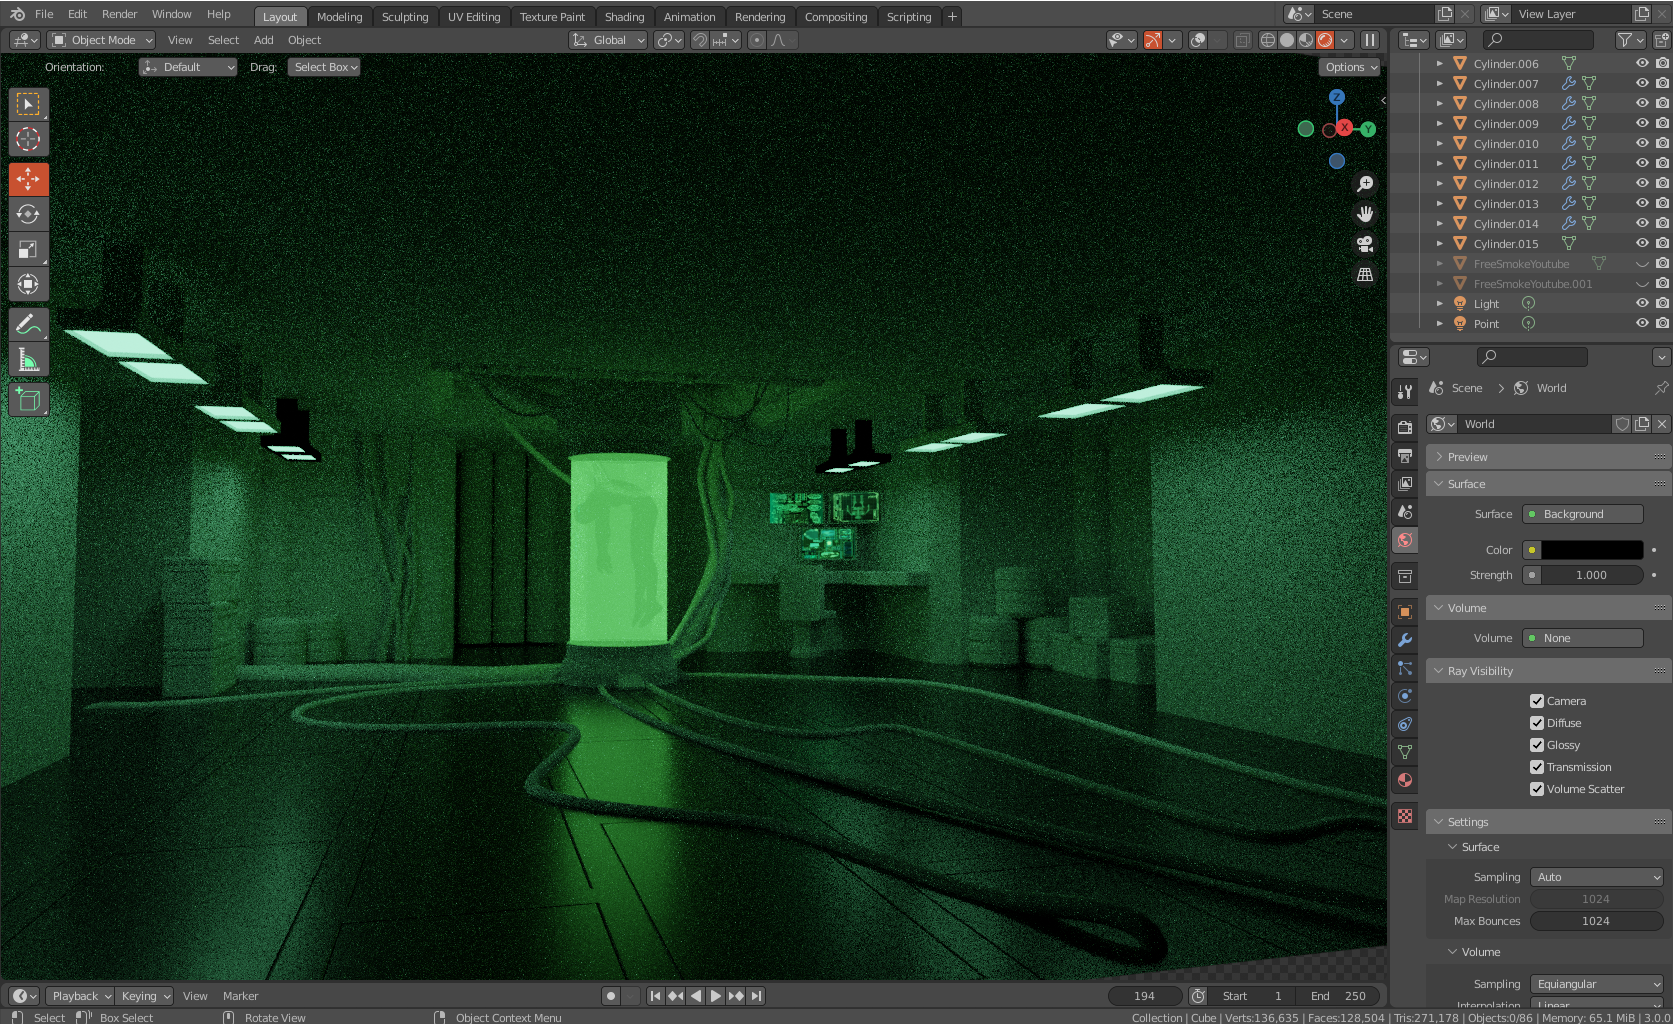 File Edit Render Window Help Layout Modeling Sculpting UV Editing Texture Paint Shading Animation Rendering Compositing Scripting + Scene View Layer
Object Mode View Select Add Object Global
Orientation: Default Drag: Select Box Options
Z
X Y
Cylinder.006
Cylinder.007
Cylinder.008
Cylinder.009
Cylinder.010
Cylinder.011
Cylinder.012
Cylinder.013
Cylinder.014
Cylinder.015
FreeSmokeYoutube
FreeSmokeYoutube.001
Light
Point
Scene > World
World
Preview
Surface
Surface Background
Color
Strength 1.000
Volume
Volume None
Ray Visibility
Camera
Diffuse
Glossy
Transmission
Volume Scatter
Settings
Surface
Sampling Auto
Map Resolution 1024
Max Bounces 1024
Volume
Sampling Equiangular
Interpolation Linear
Playback Keying View Marker 194 Start 1 End 250
Select Box Select Rotate View Object Context Menu Collection | Cube | Verts:136,635 | Faces:128,504 | Tris:271,178 | Objects:0/86 | Memory: 65.1 MiB | 3.0.0